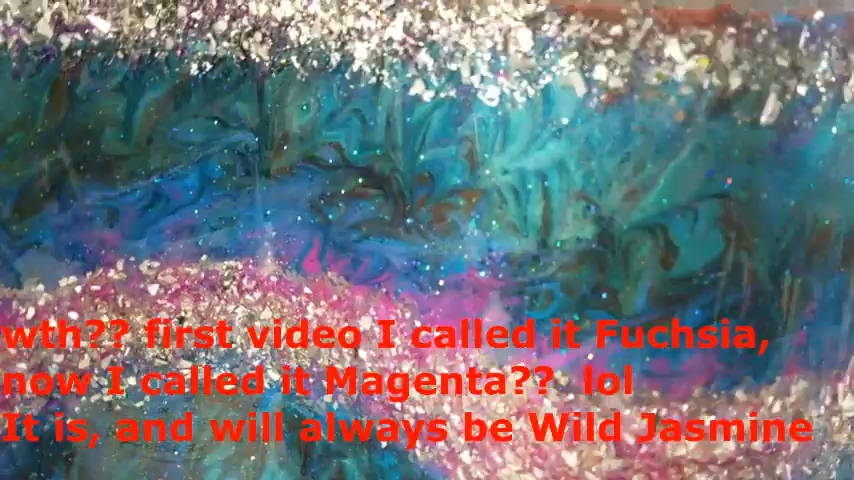 wth?? first video I called it Fuchsia,
now I called it Magenta??  lol
It is, and will always be Wild Jasmine